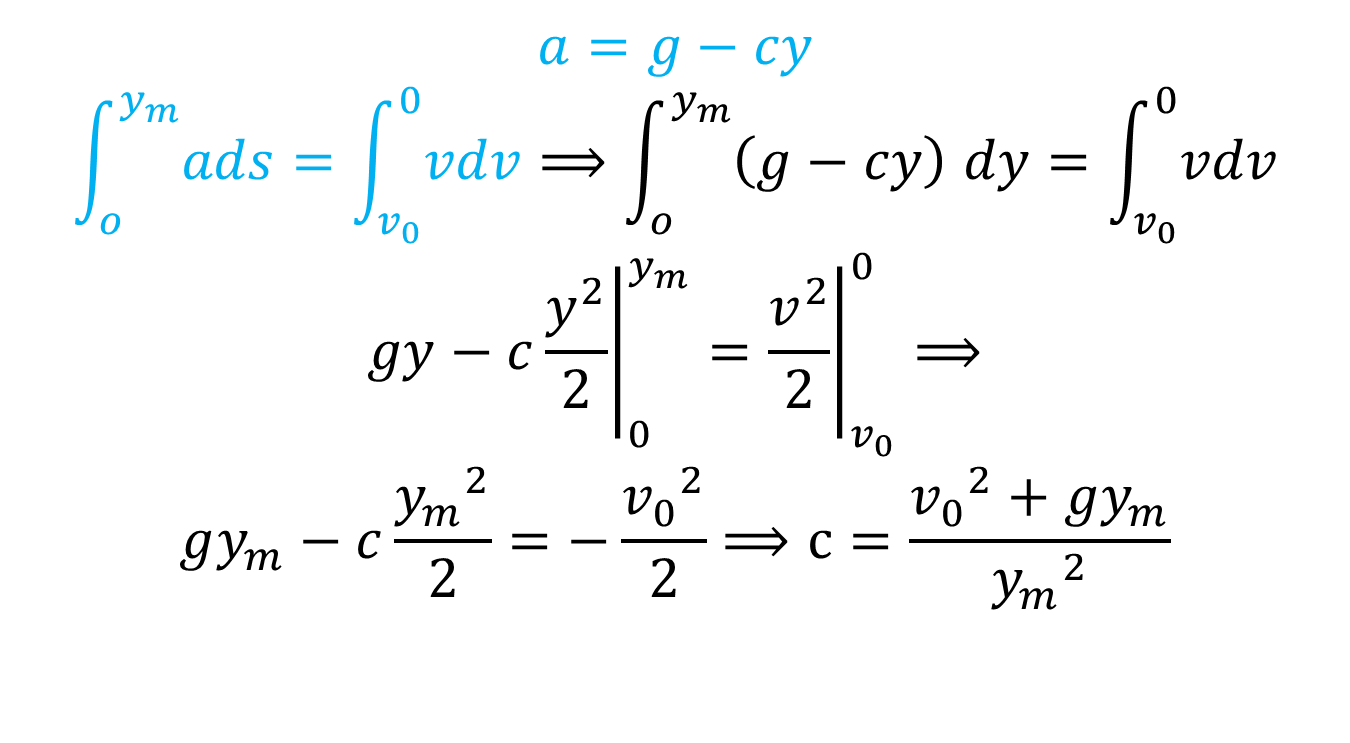 a = g − cy
∫_o^{y_m} ads = ∫_{v_0}^0 vdv ⟹ ∫_o^{y_m} (g − cy) dy = ∫_{v_0}^0 vdv
gy − c y²/2 |_0^{y_m} = v²/2 |_{v_0}^0 ⟹
gy_m − c y_m²/2 = − v_0²/2 ⟹ c = (v_0² + gy_m)/y_m²